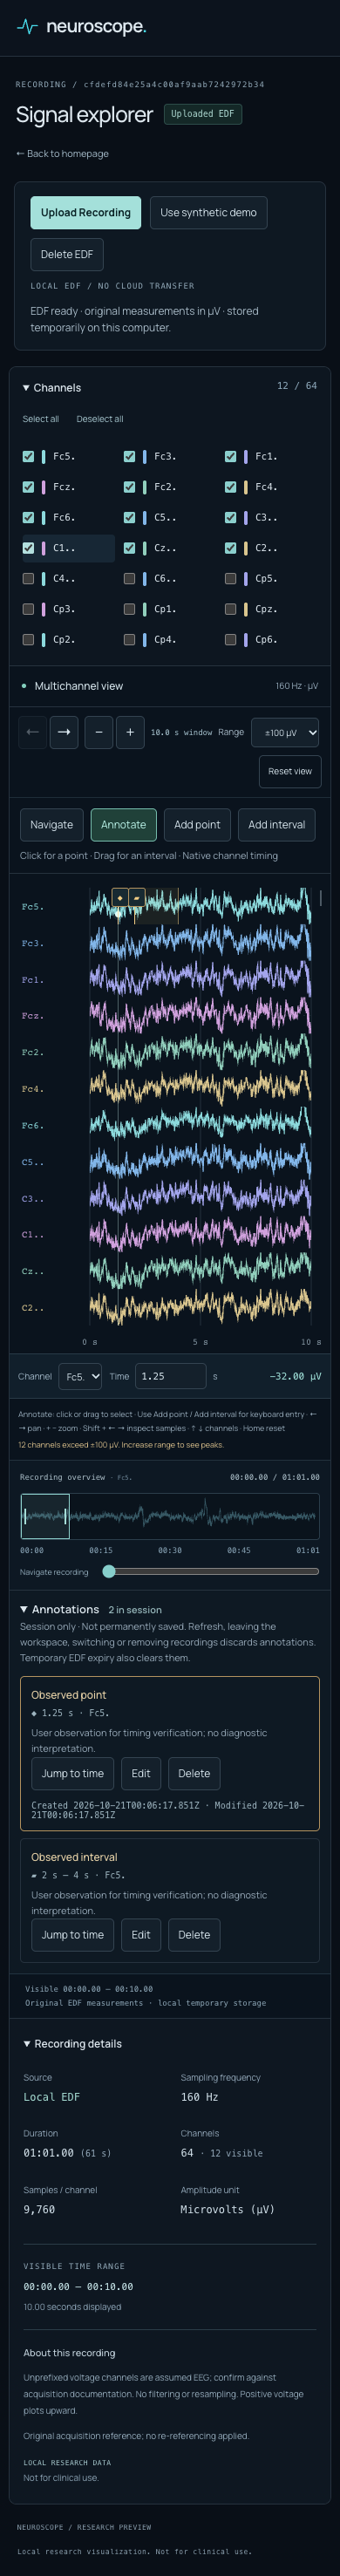 neuroscope.
RECORDING / cfdefd84e25a4c00af9aab7242972b34
Signal explorer
Uploaded EDF
← Back to homepage
Upload Recording
Use synthetic demo
Delete EDF
LOCAL EDF / NO CLOUD TRANSFER
EDF ready · original measurements in µV · stored
temporarily on this computer.
▼ Channels
12 / 64
Select all
Deselect all
Fc5. Fc3. Fc1.
Fcz. Fc2. Fc4.
Fc6. C5.. C3..
C1.. Cz.. C2..
C4.. C6.. Cp5.
Cp3. Cp1. Cpz.
Cp2. Cp4. Cp6.
Multichannel view
160 Hz · µV
← → − + 10.0 s window Range ±100 µV
Reset view
Navigate Annotate Add point Add interval
Click for a point · Drag for an interval · Native channel timing
Fc5.
Fc3.
Fc1.
Fcz.
Fc2.
Fc4.
Fc6.
C5..
C3..
C1..
Cz..
C2..
0 s 5 s 10 s
Channel Fc5. Time 1.25 s -32.00 µV
Annotate: click or drag to select · Use Add point / Add interval for keyboard entry · ←
→ pan · + − zoom · Shift + ← → inspect samples · ↑ ↓ channels · Home reset
12 channels exceed ±100 µV. Increase range to see peaks.
Recording overview · Fc5.
00:00.00 / 01:01.00
00:00 00:15 00:30 00:45 01:01
Navigate recording
▼ Annotations 2 in session
Session only · Not permanently saved. Refresh, leaving the
workspace, switching or removing recordings discards annotations.
Temporary EDF expiry also clears them.
Observed point
◆ 1.25 s · Fc5.
User observation for timing verification; no diagnostic
interpretation.
Jump to time Edit Delete
Created 2026-10-21T00:06:17.851Z · Modified 2026-10-
21T00:06:17.851Z
Observed interval
▰ 2 s – 4 s · Fc5.
User observation for timing verification; no diagnostic
interpretation.
Jump to time Edit Delete
Visible 00:00.00 – 00:10.00
Original EDF measurements · local temporary storage
▼ Recording details
Source Sampling frequency
Local EDF 160 Hz
Duration Channels
01:01.00 (61 s) 64 · 12 visible
Samples / channel Amplitude unit
9,760 Microvolts (µV)
VISIBLE TIME RANGE
00:00.00 — 00:10.00
10.00 seconds displayed
About this recording
Unprefixed voltage channels are assumed EEG; confirm against
acquisition documentation. No filtering or resampling. Positive voltage
plots upward.
Original acquisition reference; no re-referencing applied.
LOCAL RESEARCH DATA
Not for clinical use.
NEUROSCOPE / RESEARCH PREVIEW
Local research visualization. Not for clinical use.